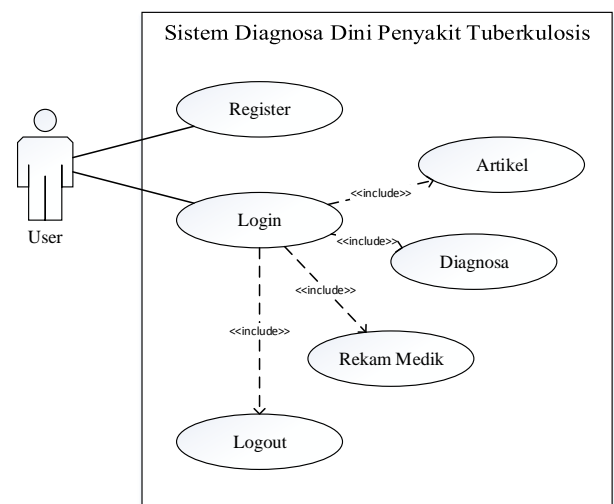 Sistem Diagnosa Dini Penyakit Tuberkulosis
Register
Artikel
<<include>>
Login
<<include>>
User
Diagnosa
<<include>>
<<include>>
Rekam Medik
Logout